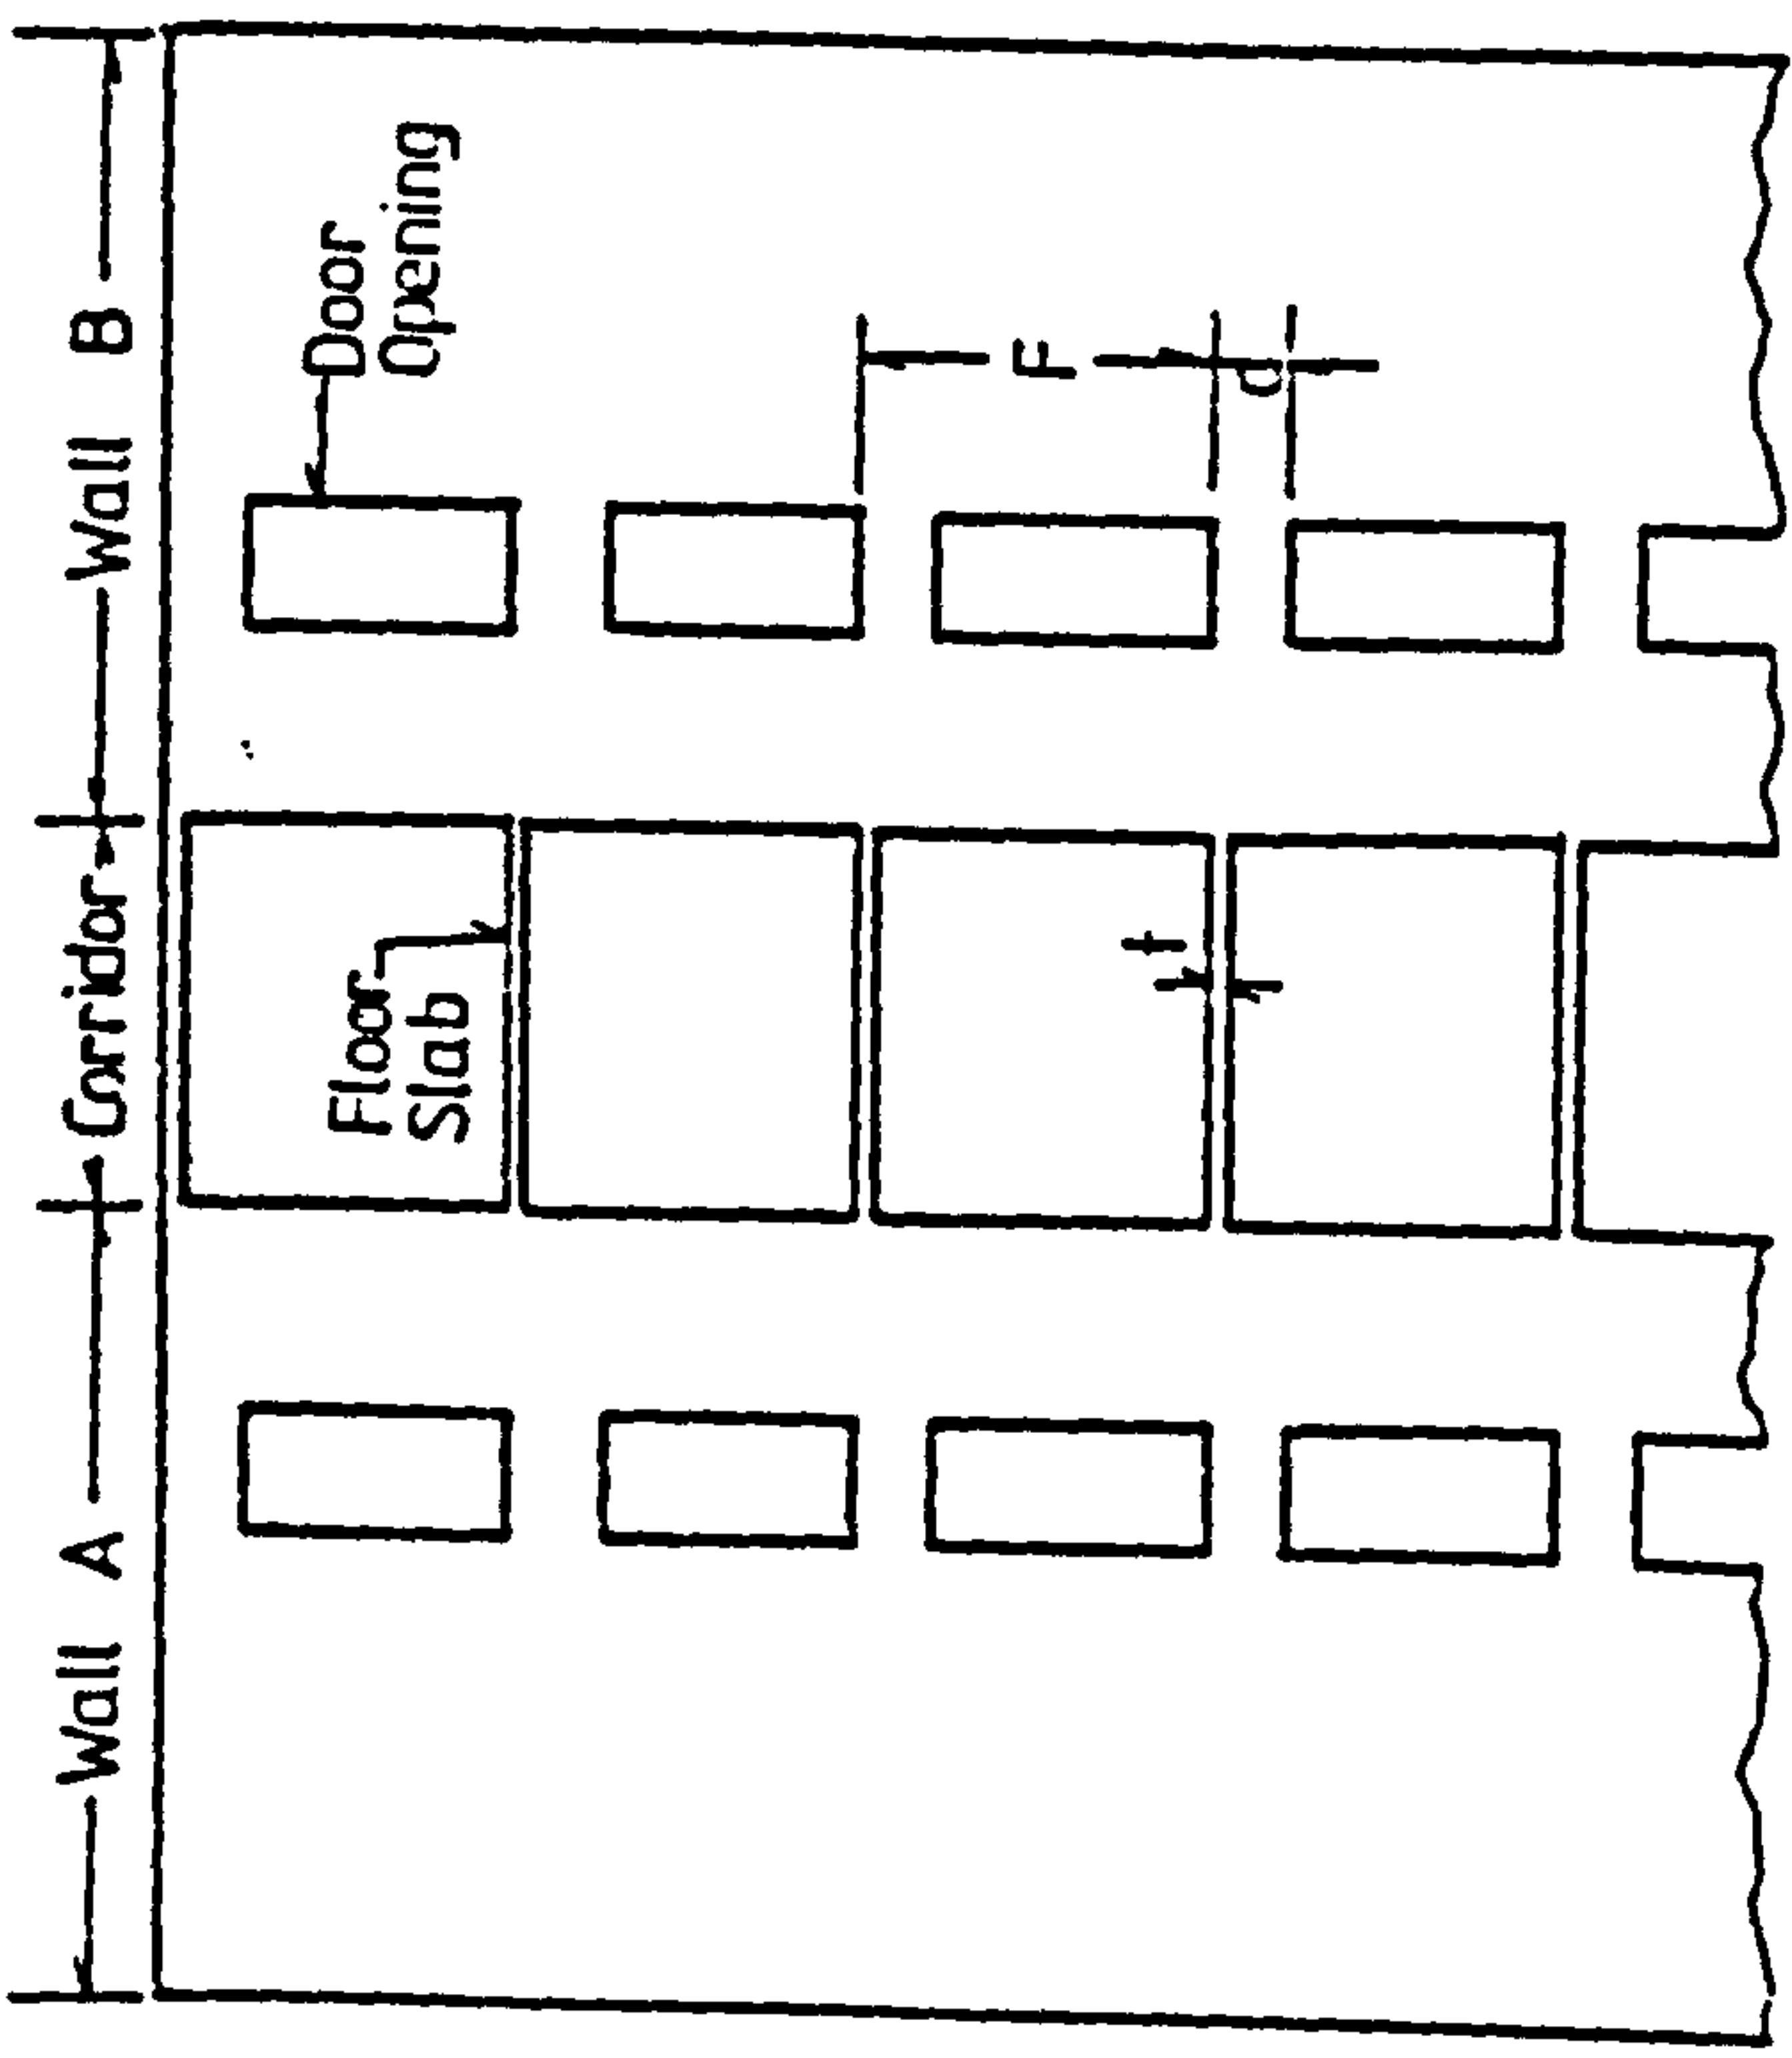 Wall A
Corridor
Wall B
Door
Opening
Floor
Slab
F
d
t